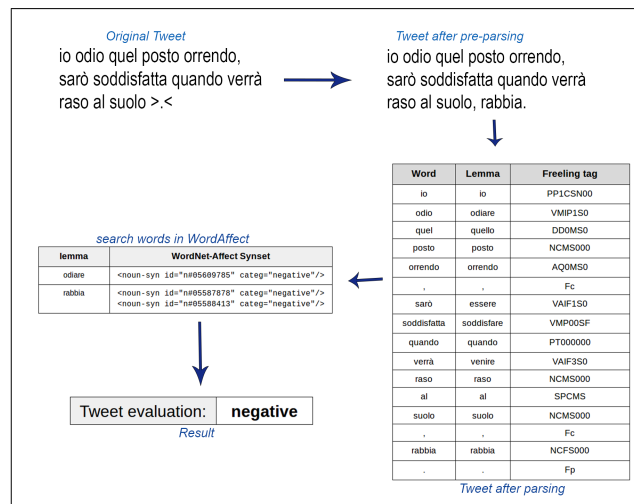 Original Tweet
io odio quel posto orrendo,
sarò soddisfatta quando verrà
raso al suolo >.<
Tweet after pre-parsing
io odio quel posto orrendo,
sarò soddisfatta quando verrà
raso al suolo, rabbia.
Word Lemma Freeling tag
io io PP1CSN00
odio odiare VMIP1S0
quel quello DD0MS0
posto posto NCMS000
orrendo orrendo AQ0MS0
, , Fc
sarò essere VAIF1S0
soddisfatta soddisfare VMP00SF
quando quando PT000000
verrà venire VAIF3S0
raso raso NCMS000
al al SPCMS
suolo suolo NCMS000
, , Fc
rabbia rabbia NCFS000
. . Fp
Tweet after parsing
search words in WordAffect
lemma WordNet-Affect Synset
odiare <noun-syn id="n#05609785" categ="negative"/>
rabbia <noun-syn id="n#05587878" categ="negative"/>
<noun-syn id="n#05588413" categ="negative"/>
Tweet evaluation: negative
Result